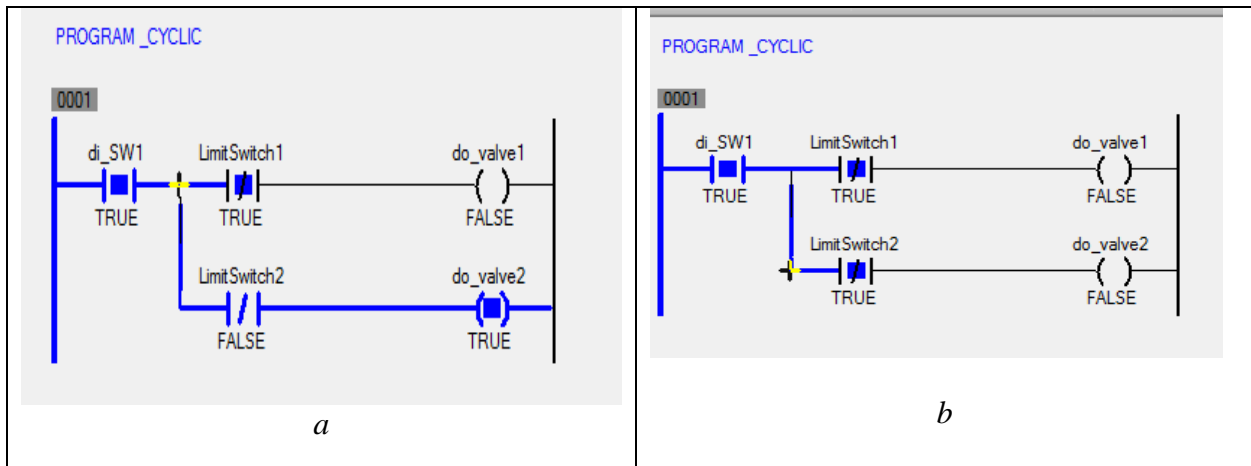 PROGRAM _CYCLIC
0001
di_SW1 LimitSwitch1 do_valve1
TRUE TRUE FALSE
LimitSwitch2 do_valve2
FALSE TRUE
a
PROGRAM _CYCLIC
0001
di_SW1 LimitSwitch1 do_valve1
TRUE TRUE FALSE
LimitSwitch2 do_valve2
TRUE FALSE
b